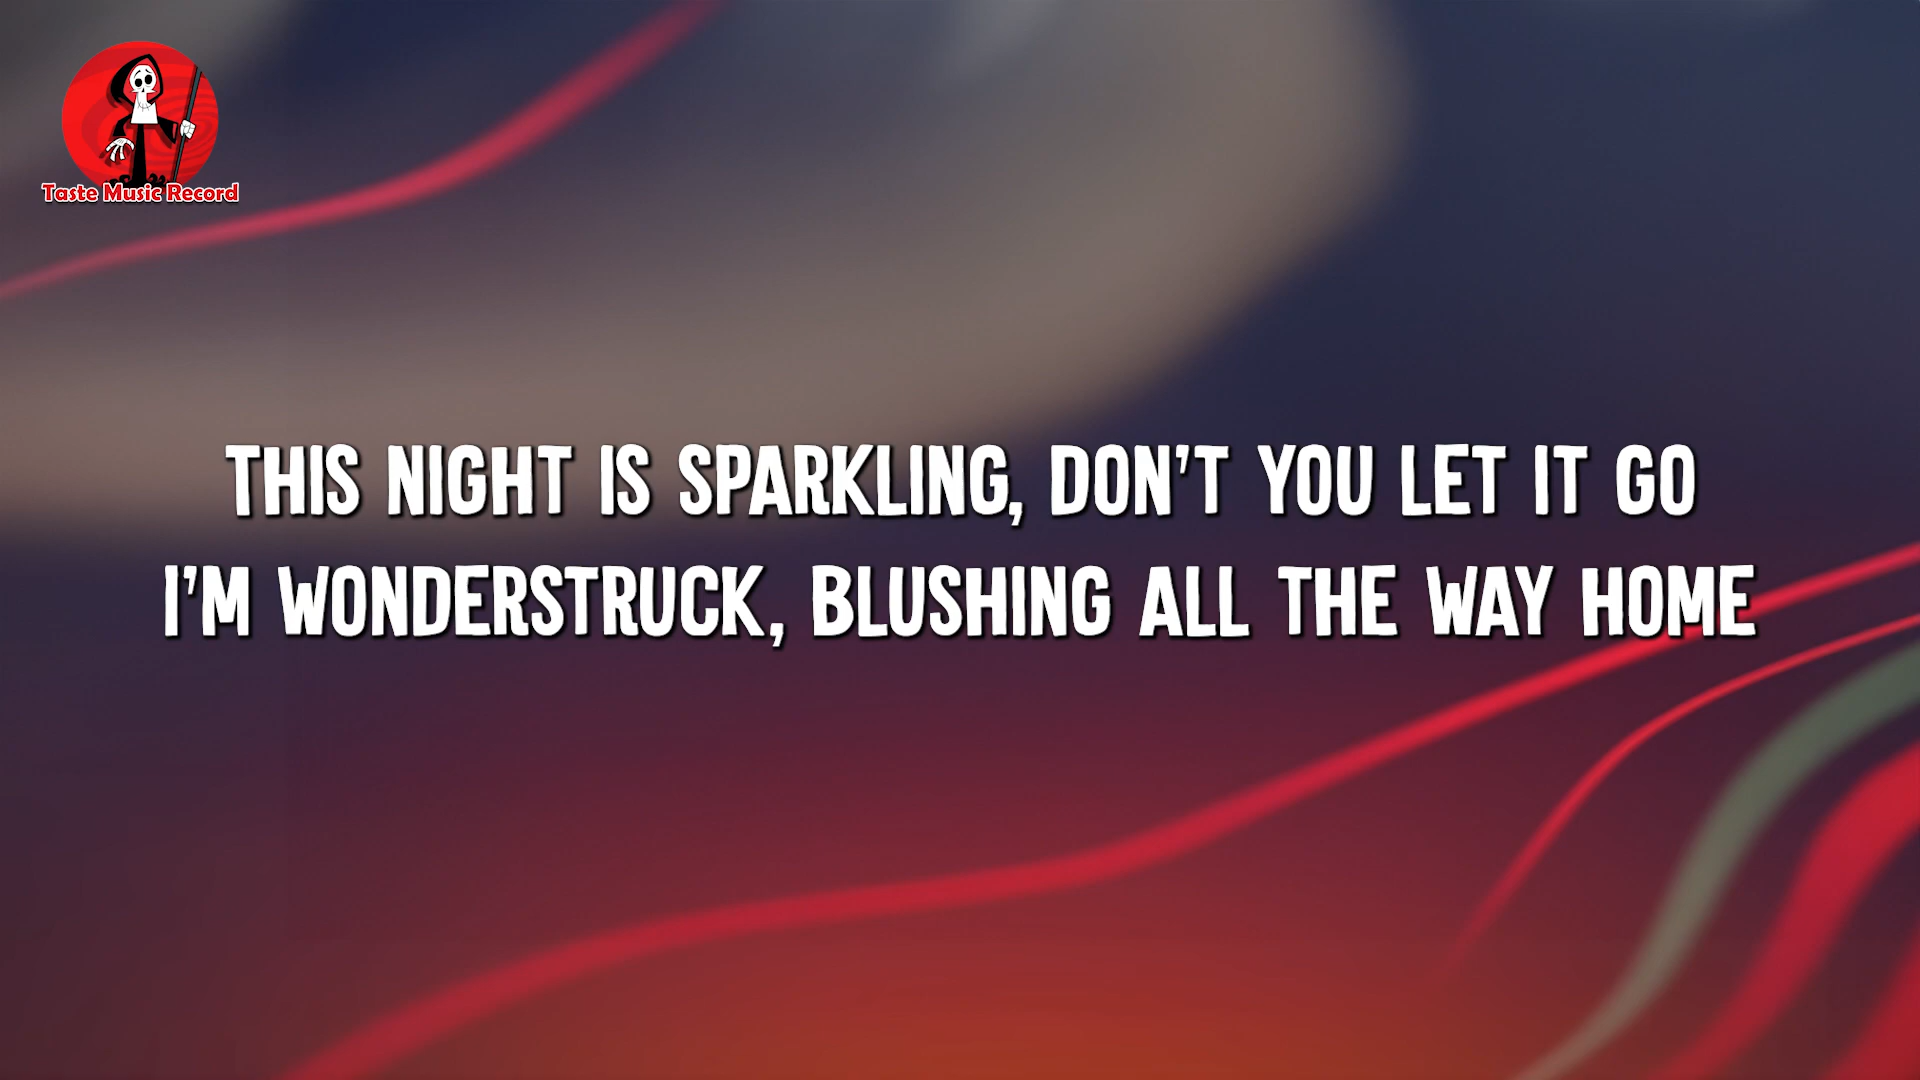 Taste Music Record
THIS NIGHT IS SPARKLING, DON'T YOU LET IT GO
I'M WONDERSTRUCK, BLUSHING ALL THE WAY HOME